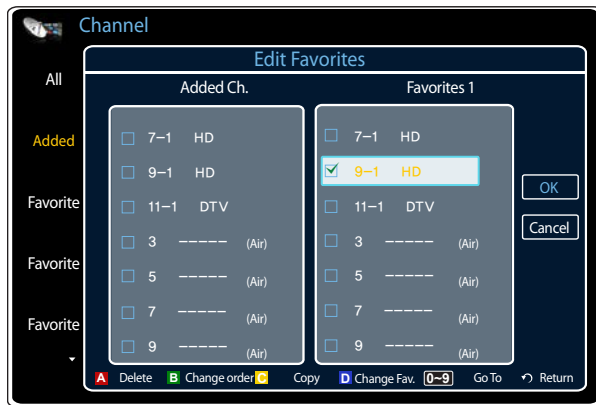 Channel
Edit Favorites
All
Added
Favorite
Favorite
Favorite
Added Ch.
7–1 HD
9–1 HD
11–1 DTV
3 ––––– (Air)
5 ––––– (Air)
7 ––––– (Air)
9 ––––– (Air)
Favorites 1
7–1 HD
9–1 HD
11–1 DTV
3 ––––– (Air)
5 ––––– (Air)
7 ––––– (Air)
9 ––––– (Air)
OK
Cancel
A Delete B Change order C Copy D Change Fav. 0~9 Go To Return